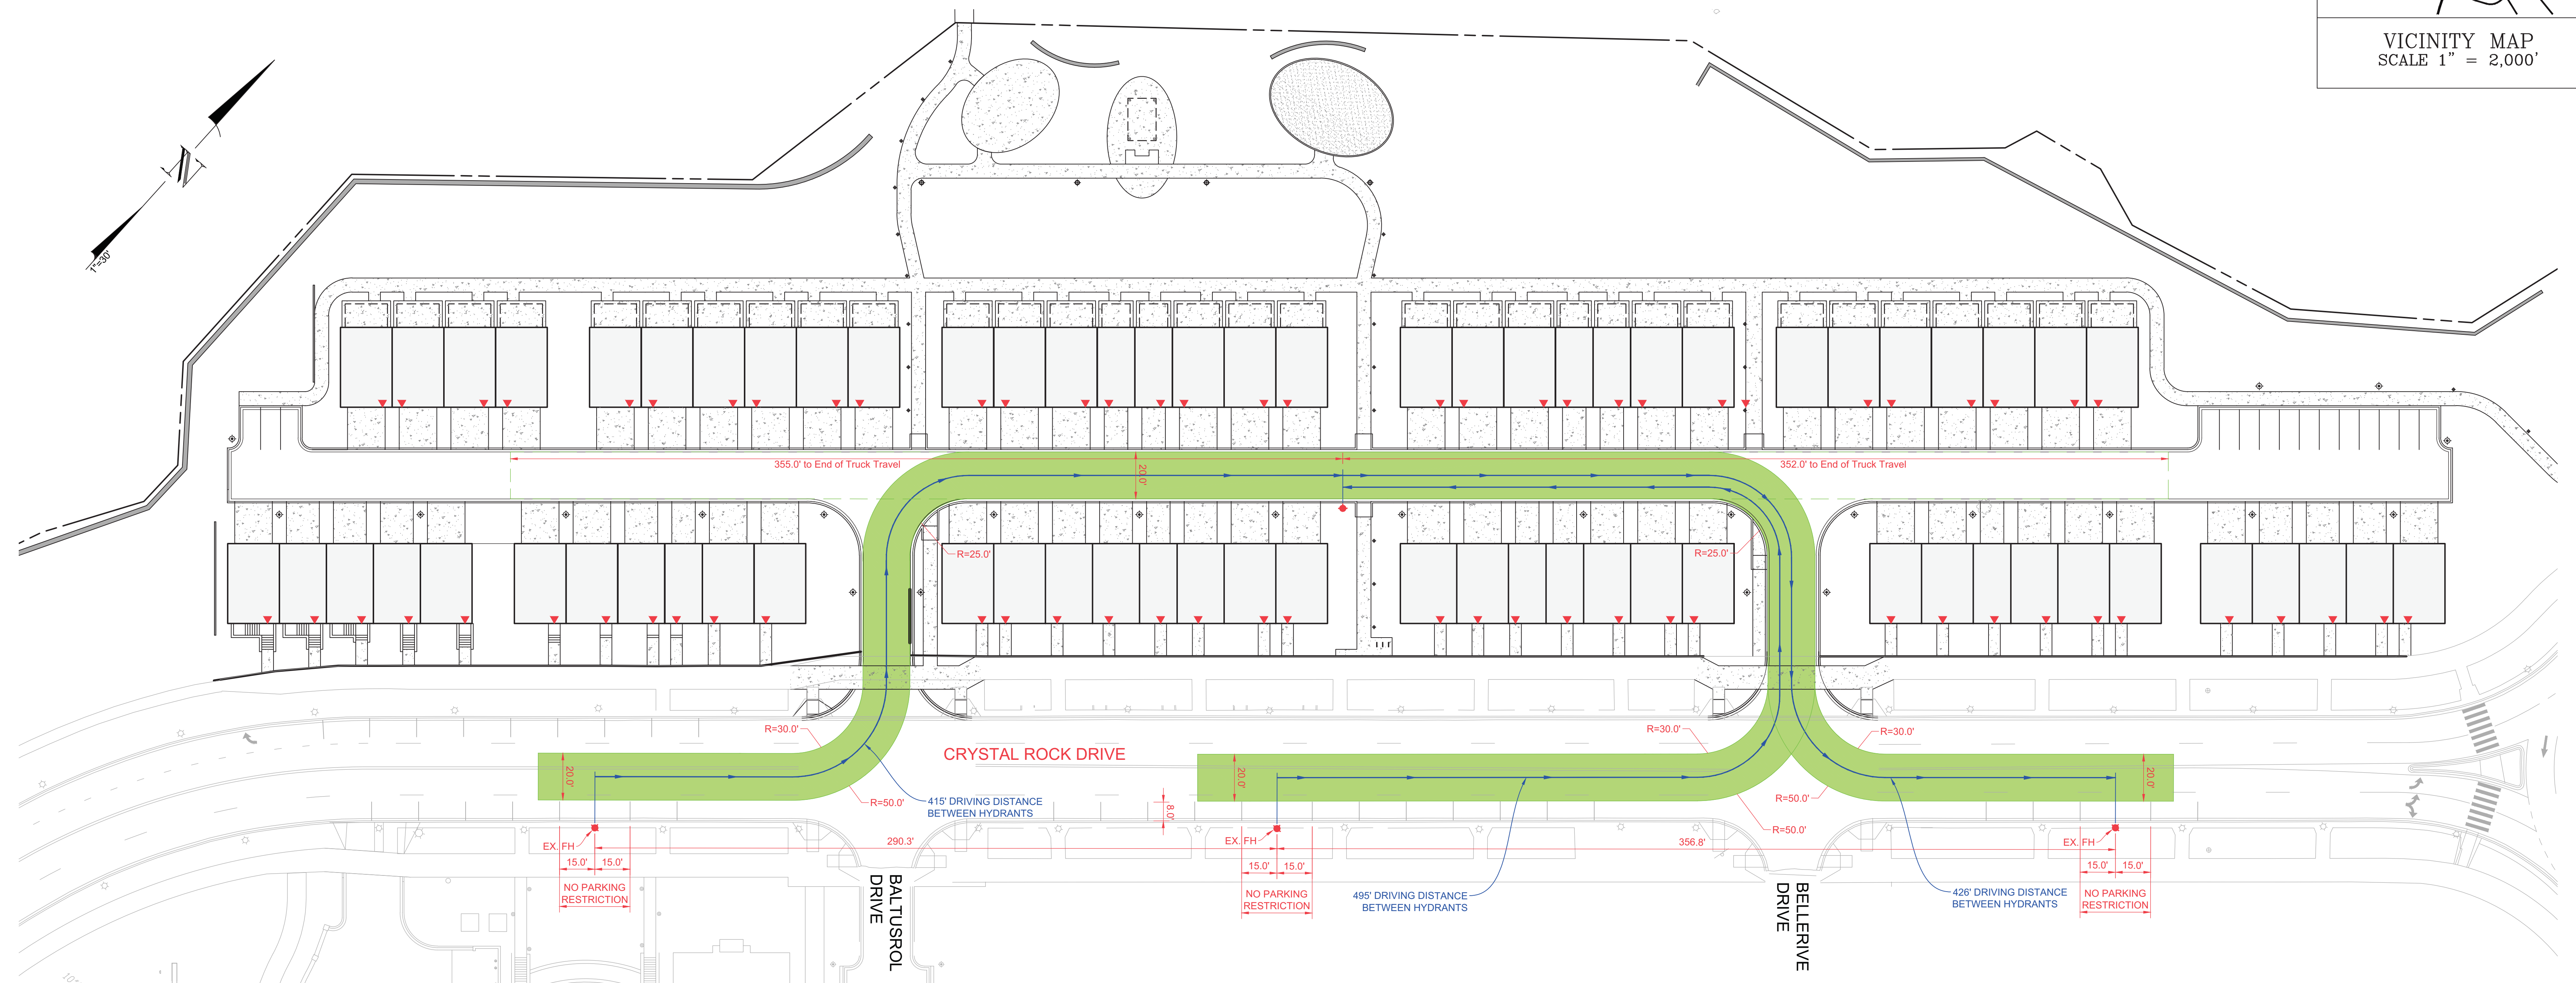 VICINITY MAP
SCALE 1" = 2,000'
N
1"=30'
355.0' to End of Truck Travel
352.0' to End of Truck Travel
20.0'
R=25.0'
R=25.0'
R=30.0'
CRYSTAL ROCK DRIVE
R=30.0'
R=30.0'
20.0'
20.0'
20.0'
R=50.0'
415' DRIVING DISTANCE
BETWEEN HYDRANTS
8.0'
R=50.0'
R=50.0'
EX. FH
290.3'
EX. FH
356.8'
EX. FH
15.0'
15.0'
15.0'
15.0'
15.0'
15.0'
NO PARKING
RESTRICTION
NO PARKING
RESTRICTION
NO PARKING
RESTRICTION
BALTUSROL
DRIVE
495' DRIVING DISTANCE
BETWEEN HYDRANTS
BELLERIVE
DRIVE
426' DRIVING DISTANCE
BETWEEN HYDRANTS